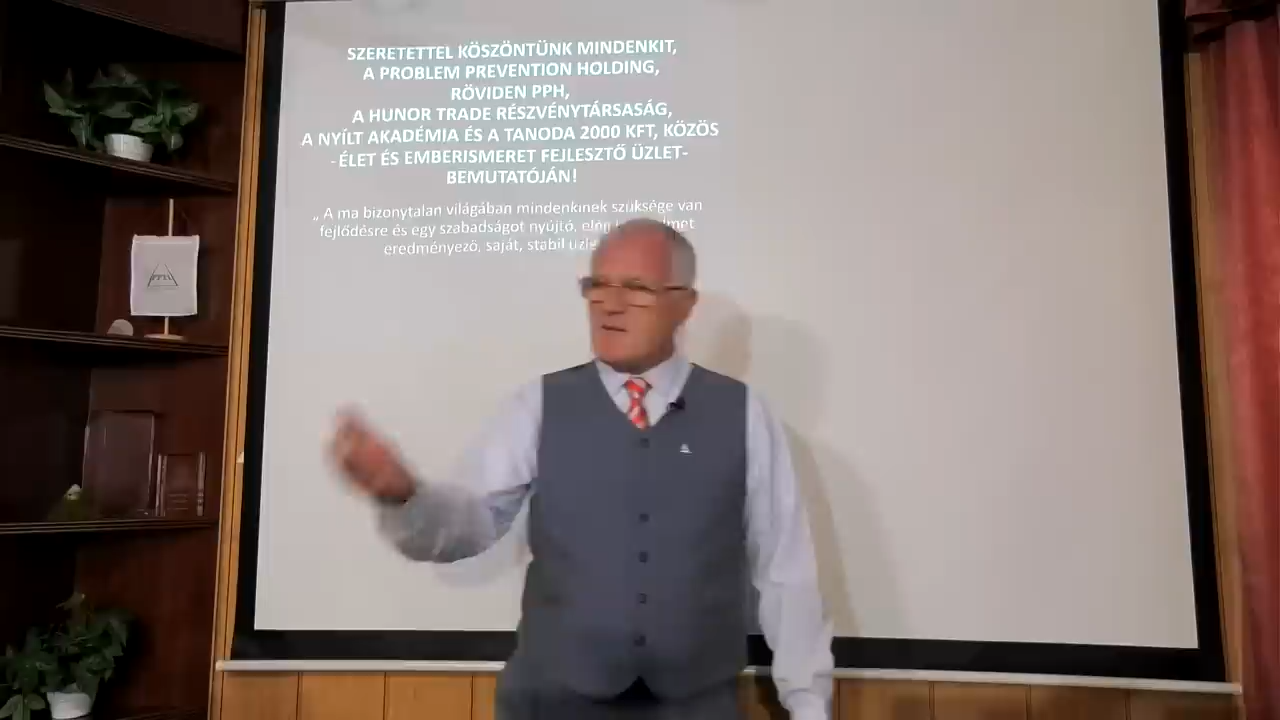 SZERETETTEL KÖSZÖNTÜNK MINDENKIT,
A PROBLEM PREVENTION HOLDING,
RÖVIDEN PPH,
A HUNOR TRADE RÉSZVÉNYTÁRSASÁG,
A NYÍLT AKADÉMIA ÉS A TANODA 2000 KFT, KÖZÖS
- ÉLET ÉS EMBERISMERET FEJLESZTŐ ÜZLET-
BEMUTATÓJÁN!
„ A ma bizonytalan világában mindenkinek szüksége van
fejlődésre és egy szabadságot nyújtó,
eredményező, saját, stabil
PPH